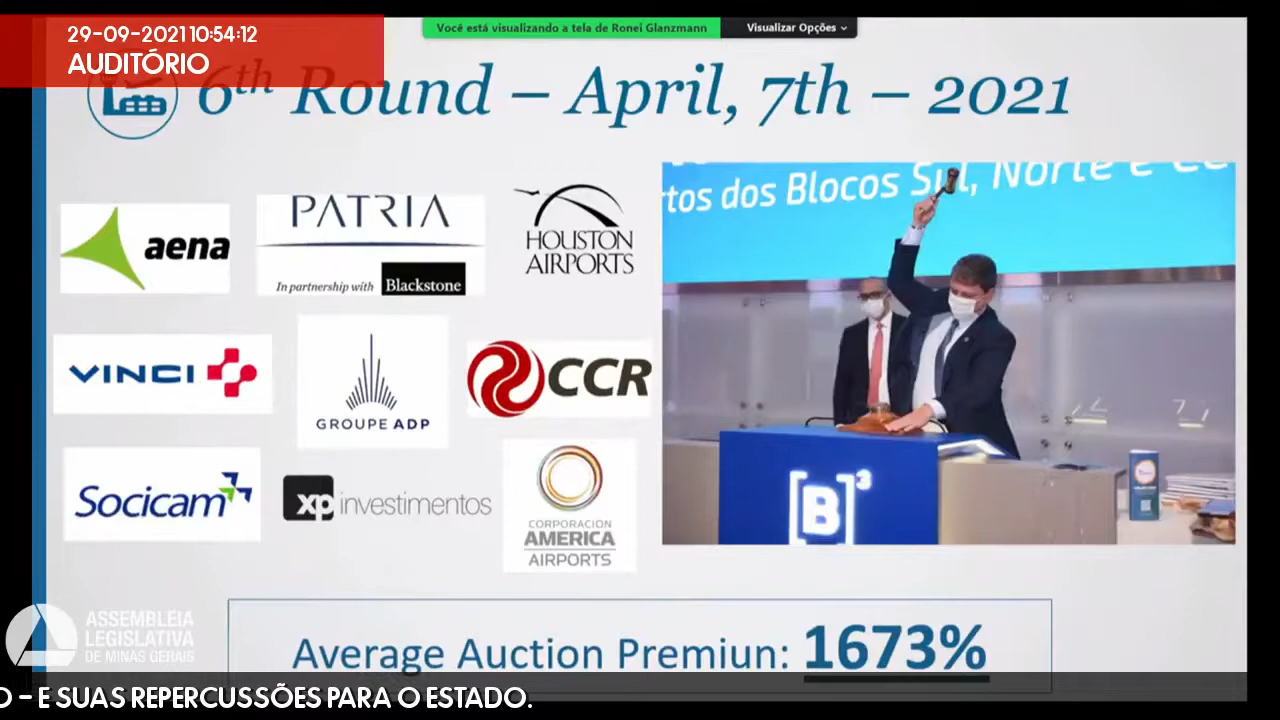 29-09-2021 10:54:12
AUDITÓRIO
Você está visualizando a tela de Ronei Glanzmann
Visualizar Opções
6th Round – April, 7th – 2021
aena
PATRIA
In partnership with Blackstone
HOUSTON
AIRPORTS
VINCI
GROUPE ADP
CCR
Socicam
xp investimentos
CORPORACION
AMERICA
AIRPORTS
rtos dos Blocos Sul, Norte e Ce
[B]³
ASSEMBLEIA
LEGISLATIVA
DE MINAS GERAIS
Average Auction Premiun: 1673%
O – E SUAS REPERCUSSÕES PARA O ESTADO.